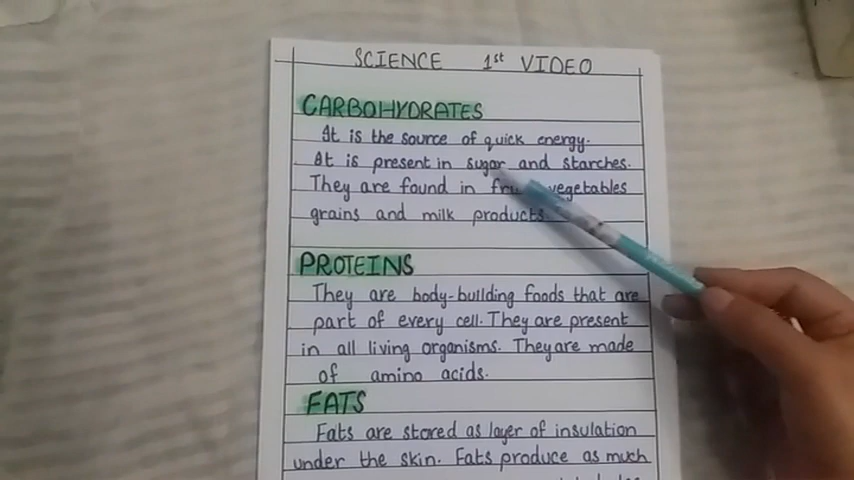 SCIENCE 1st VIDEO
CARBOHYDRATES
It is the source of quick energy.
It is present in sugar and starches.
They are found in vegetables
grains and milk products.
PROTEINS
They are body-building foods that are
part of every cell. They are present
in all living organisms. They are made
of amino acids.
FATS
Fats are stored as layer of insulation
under the skin. Fats produce as much